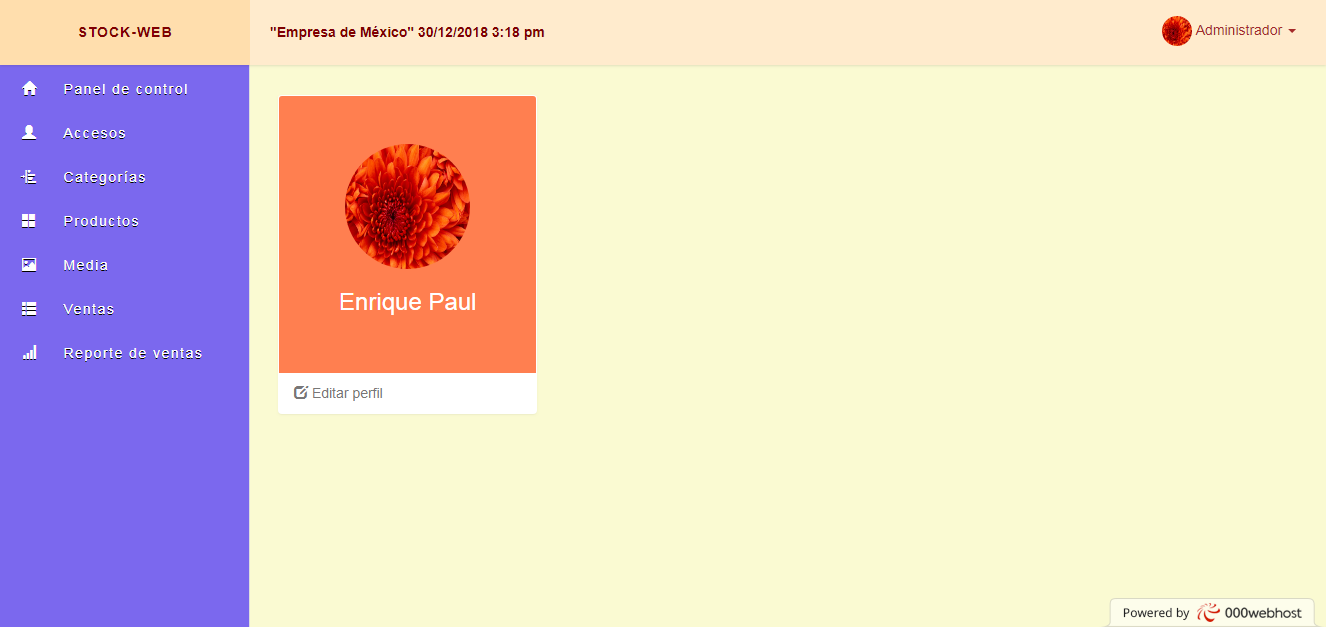 STOCK-WEB
"Empresa de México" 30/12/2018 3:18 pm
Administrador
Panel de control
Accesos
Categorías
Productos
Media
Ventas
Reporte de ventas
Enrique Paul
Editar perfil
Powered by 000webhost